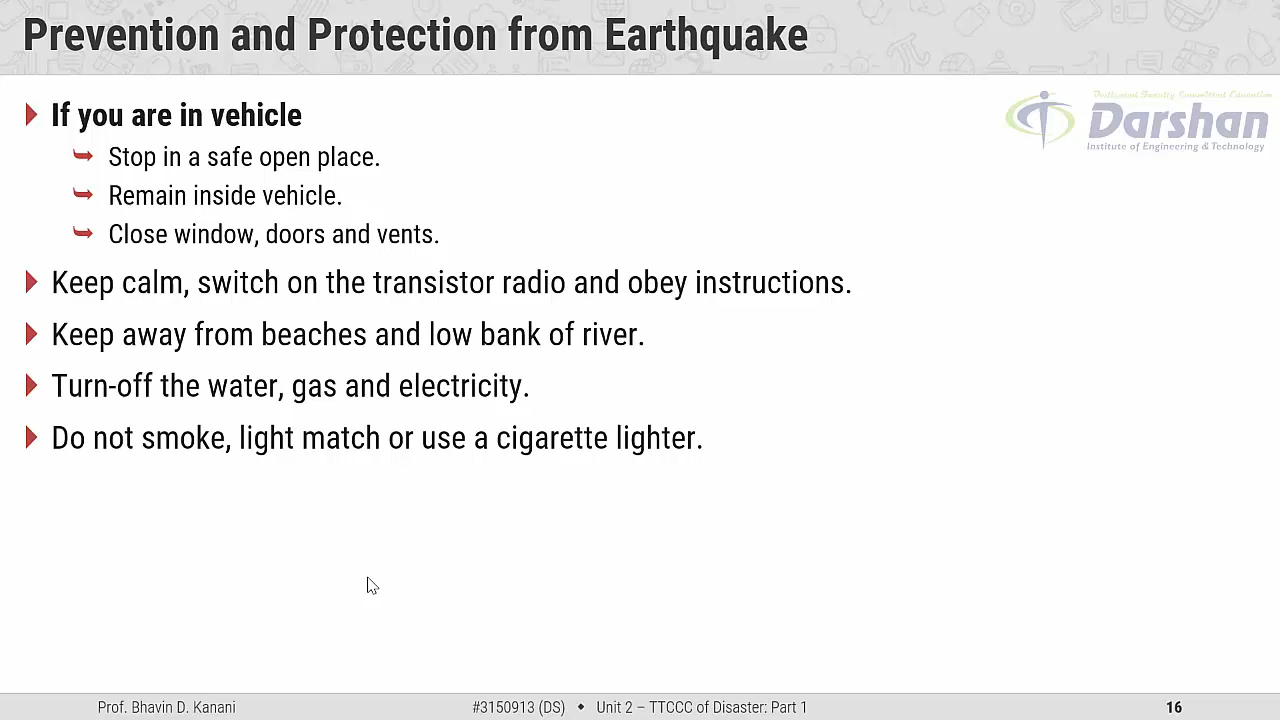 Prevention and Protection from Earthquake
Dedicated Faculty Committed Education
Darshan
Institute of Engineering & Technology
If you are in vehicle
Stop in a safe open place.
Remain inside vehicle.
Close window, doors and vents.
Keep calm, switch on the transistor radio and obey instructions.
Keep away from beaches and low bank of river.
Turn-off the water, gas and electricity.
Do not smoke, light match or use a cigarette lighter.
Prof. Bhavin D. Kanani
#3150913 (DS) ◆ Unit 2 – TTCCC of Disaster: Part 1
16